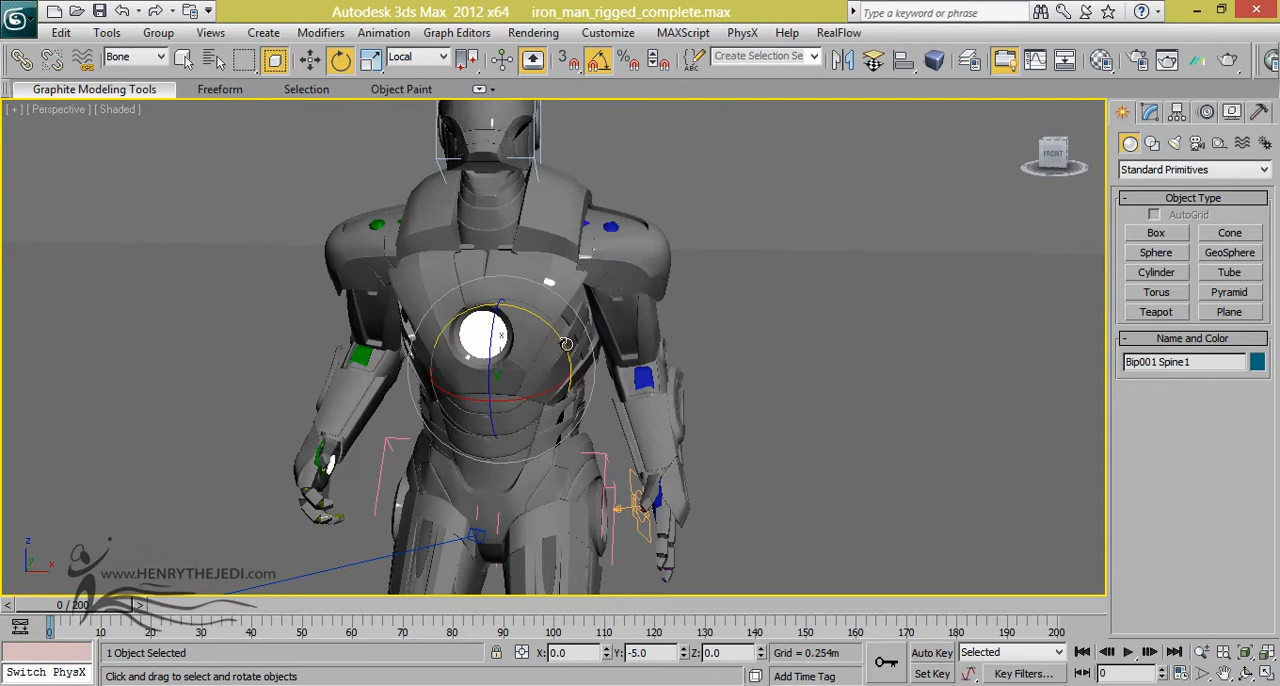 Autodesk 3ds Max 2012 x64 iron_man_rigged_complete.max
Type a keyword or phrase
Edit Tools Group Views Create Modifiers Animation Graph Editors Rendering Customize MAXScript PhysX Help RealFlow
Bone Local 3 Create Selection Se
Graphite Modeling Tools Freeform Selection Object Paint
[ + ] [ Perspective ] [ Shaded ]
FRONT
Standard Primitives
- Object Type
AutoGrid
Box Cone
Sphere GeoSphere
Cylinder Tube
Torus Pyramid
Teapot Plane
- Name and Color
Bip001 Spine1
x
z
y x
www.HENRYTHEJEDI.com
< 0 / 200 >
0 10 20 30 40 50 60 70 80 90 100 110 120 130 140 150 160 170 180 190 200
1 Object Selected X: 0.0 Y: -5.0 Z: 0.0 Grid = 0.254m Auto Key Selected
Switch PhysX Click and drag to select and rotate objects Add Time Tag Set Key Key Filters... 0